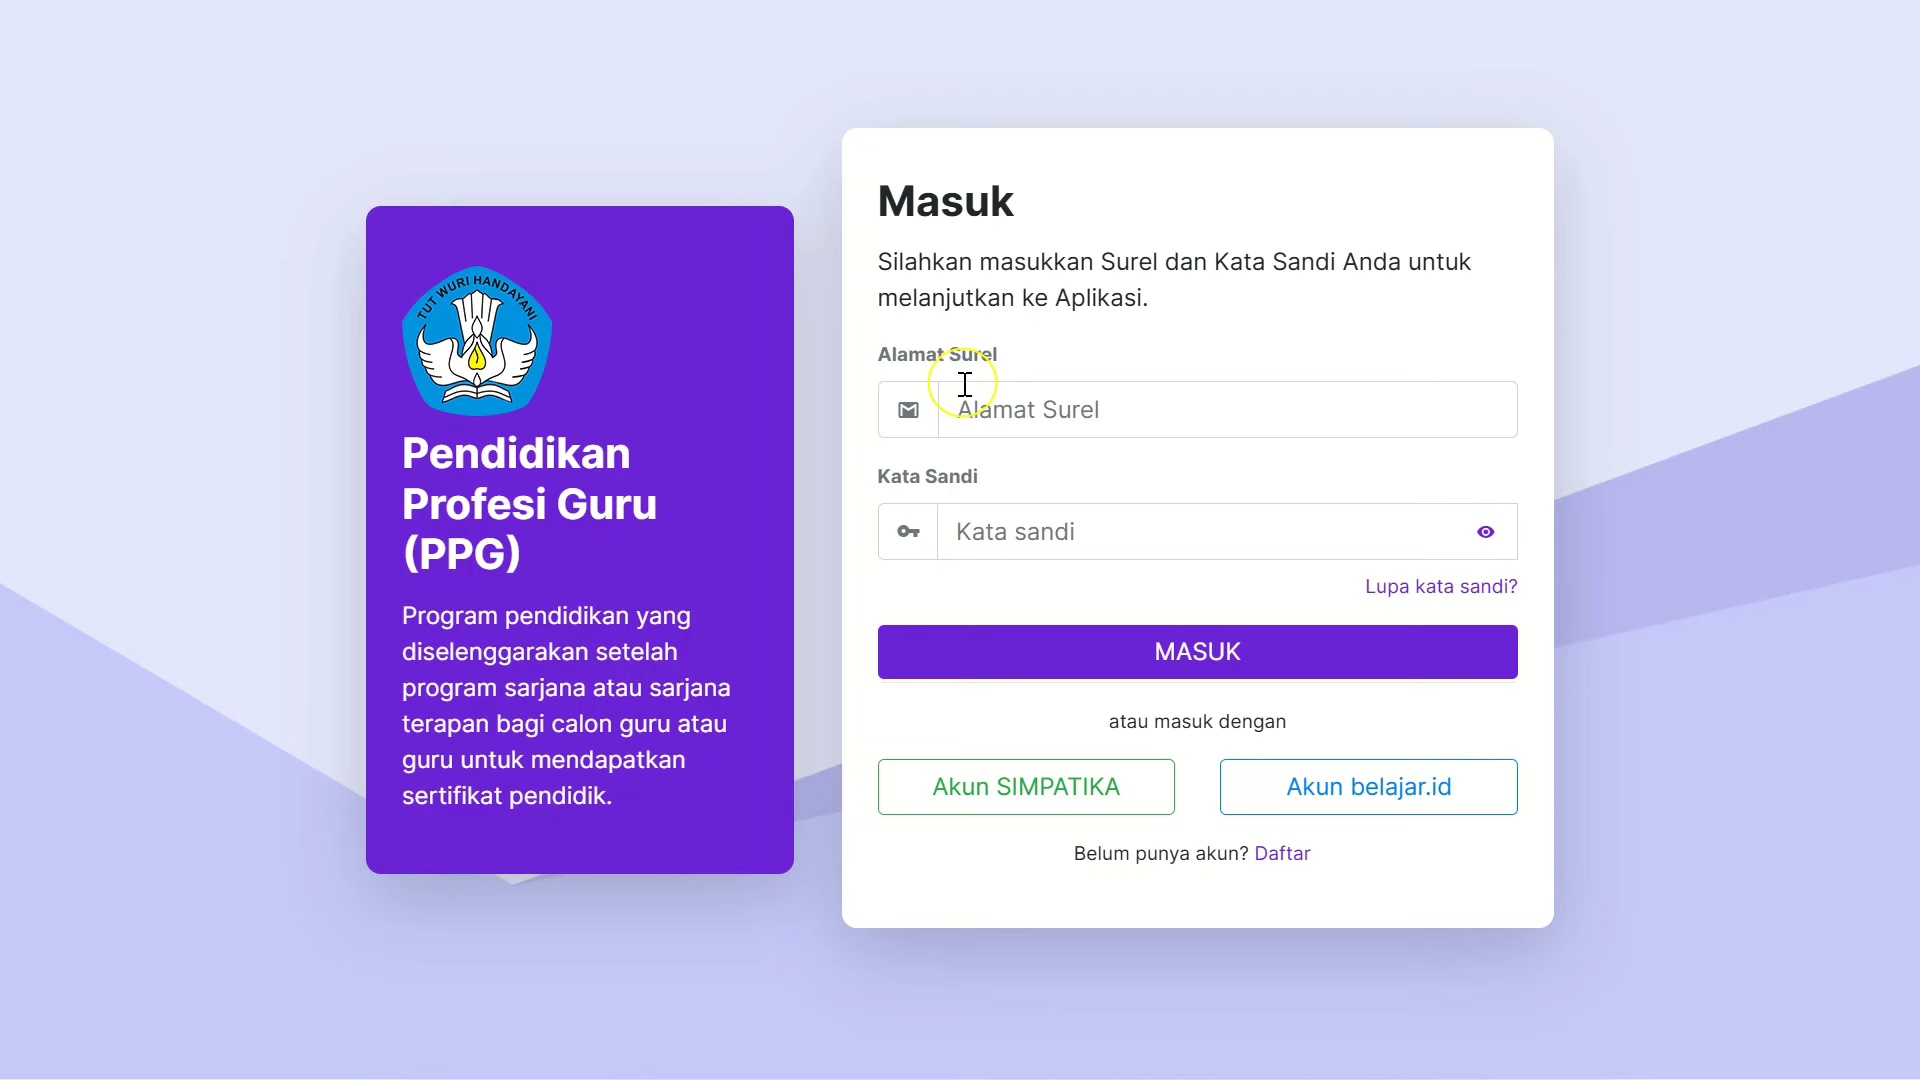 TUT WURI HANDAYANI
Pendidikan
Profesi Guru
(PPG)
Program pendidikan yang
diselenggarakan setelah
program sarjana atau sarjana
terapan bagi calon guru atau
guru untuk mendapatkan
sertifikat pendidik.
Masuk
Silahkan masukkan Surel dan Kata Sandi Anda untuk
melanjutkan ke Aplikasi.
Alamat Surel
Alamat Surel
Kata Sandi
Kata sandi
Lupa kata sandi?
MASUK
atau masuk dengan
Akun SIMPATIKA
Akun belajar.id
Belum punya akun? Daftar